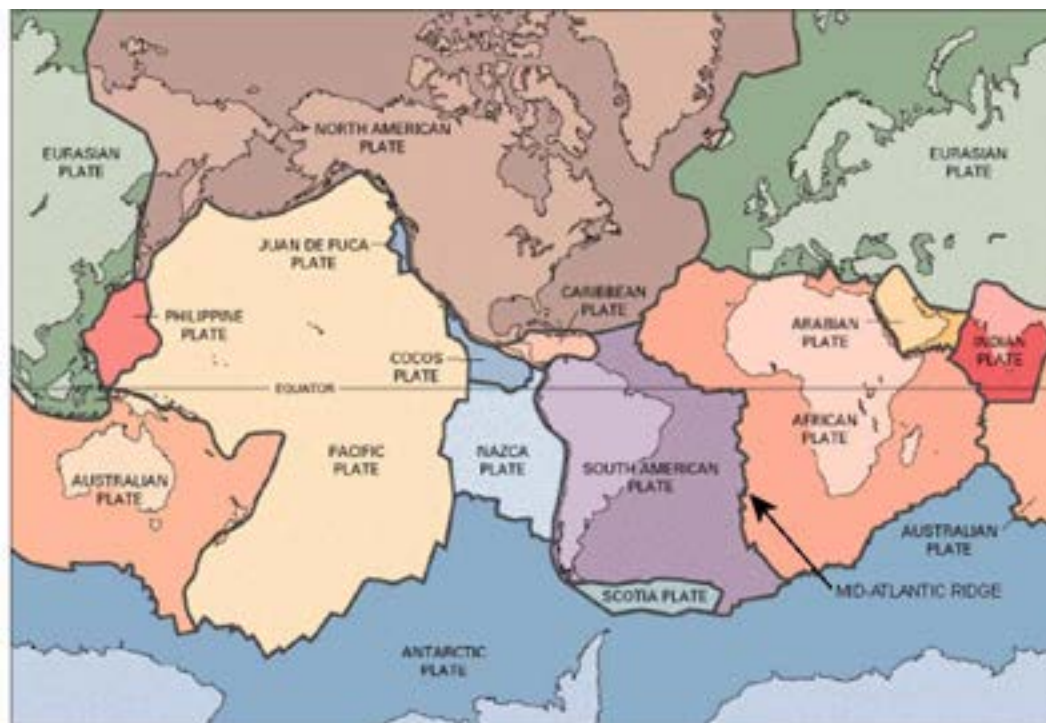 NORTH AMERICAN
PLATE
EURASIAN
PLATE
EURASIAN
PLATE
JUAN DE FUCA
PLATE
CARIBBEAN
PLATE
PHILIPPINE
PLATE
ARABIAN
PLATE
INDIAN
PLATE
COCOS
PLATE
EQUATOR
AFRICAN
PLATE
PACIFIC
PLATE
NAZCA
PLATE
SOUTH AMERICAN
PLATE
AUSTRALIAN
PLATE
AUSTRALIAN
PLATE
MID-ATLANTIC RIDGE
SCOTIA PLATE
ANTARCTIC
PLATE